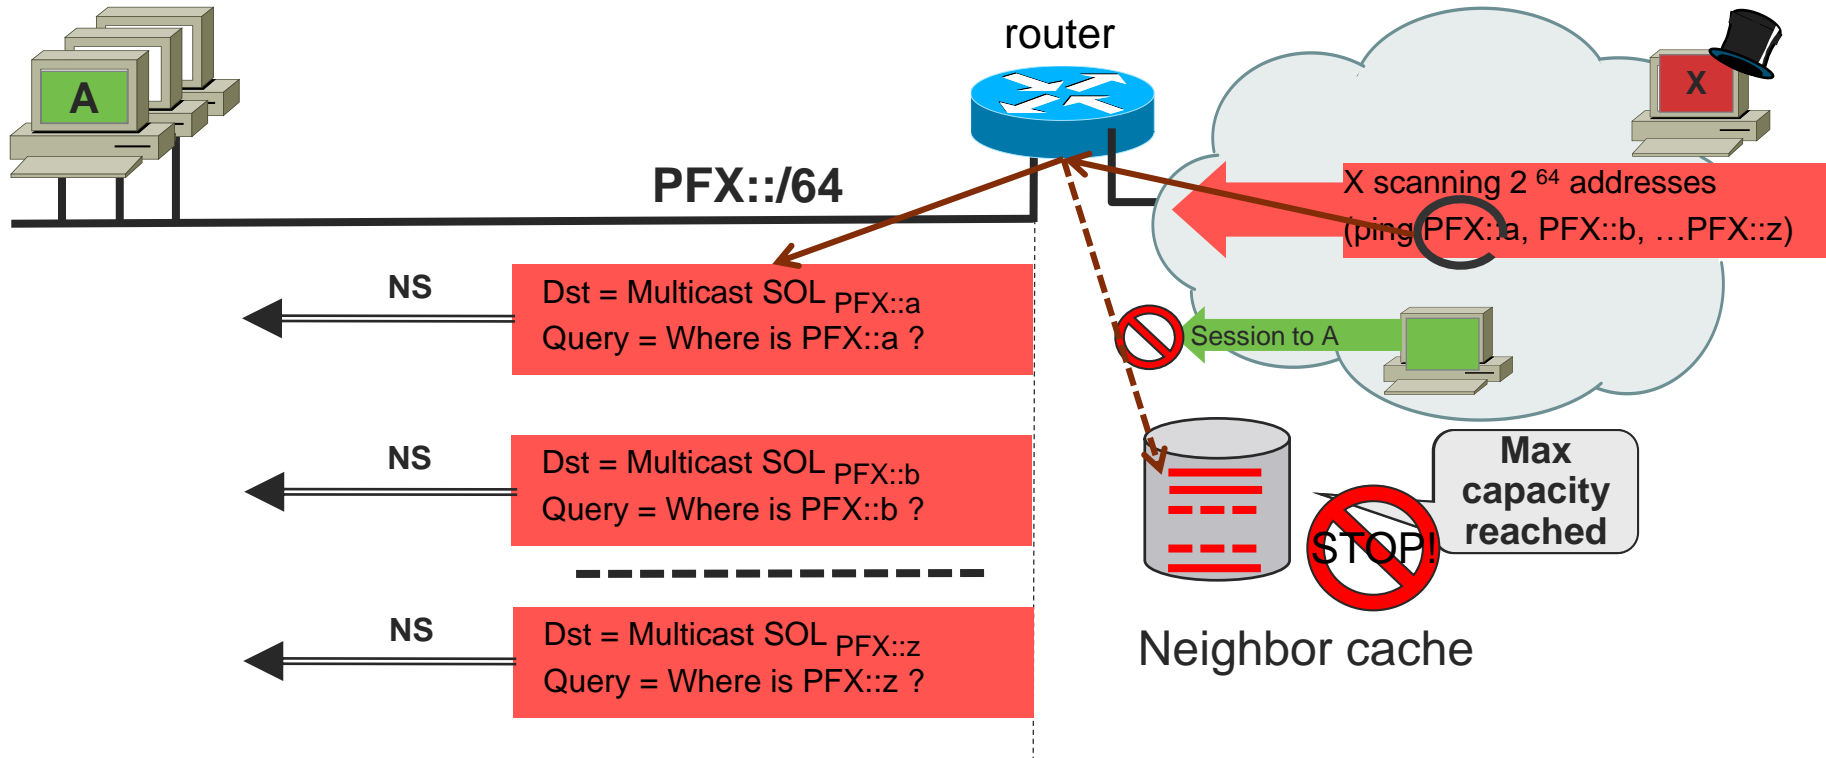 router
A
X
PFX::/64
X scanning 2 64 addresses
(ping PFX::a, PFX::b, …PFX::z)
NS
Dst = Multicast SOL PFX::a
Query = Where is PFX::a ?
Session to A
NS
Dst = Multicast SOL PFX::b
Query = Where is PFX::b ?
Max
capacity
reached
STOP!
NS
Dst = Multicast SOL PFX::z
Query = Where is PFX::z ?
Neighbor cache